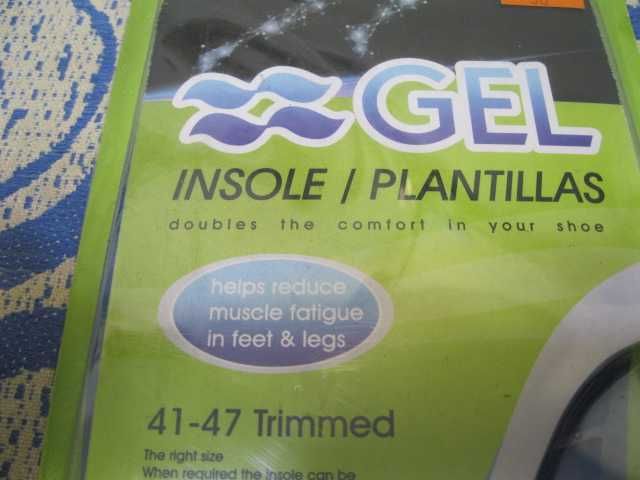 GEL
INSOLE / PLANTILLAS
doubles the comfort in your shoe
helps reduce
muscle fatigue
in feet & legs
41-47 Trimmed
The right size
When required the insole can be